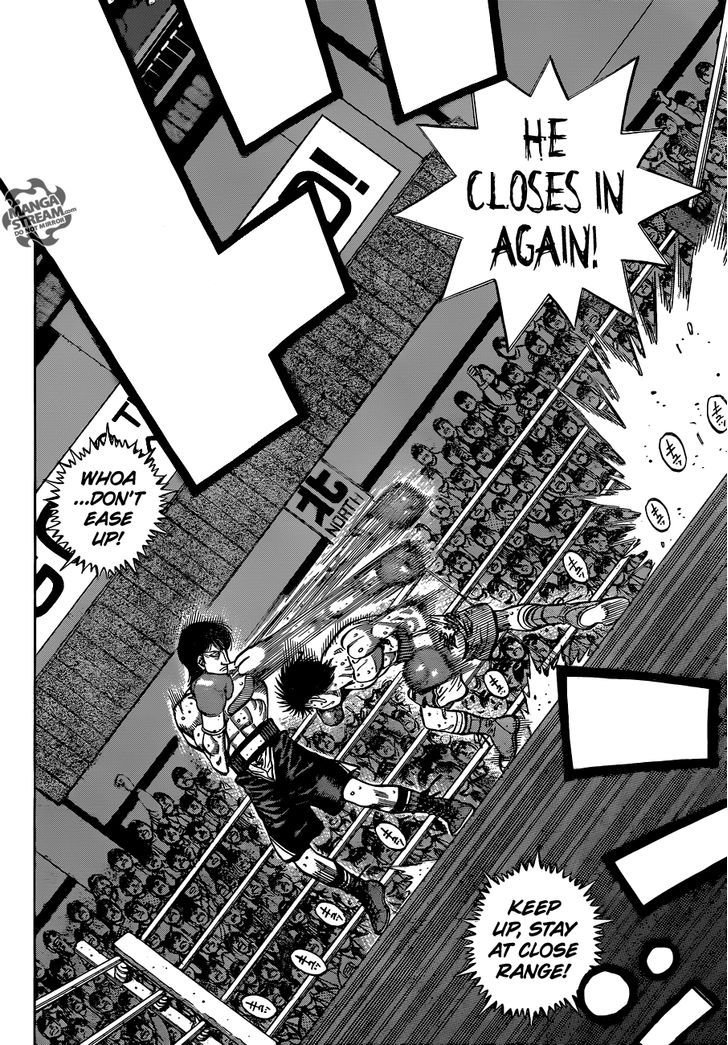 HE
CLOSES IN
AGAIN!
MANGA
STREAM.com
DO NOT MIRROR!
WHOA
...DON'T
EASE
UP!
北
NORTH
KEEP
UP, STAY
AT CLOSE
RANGE!